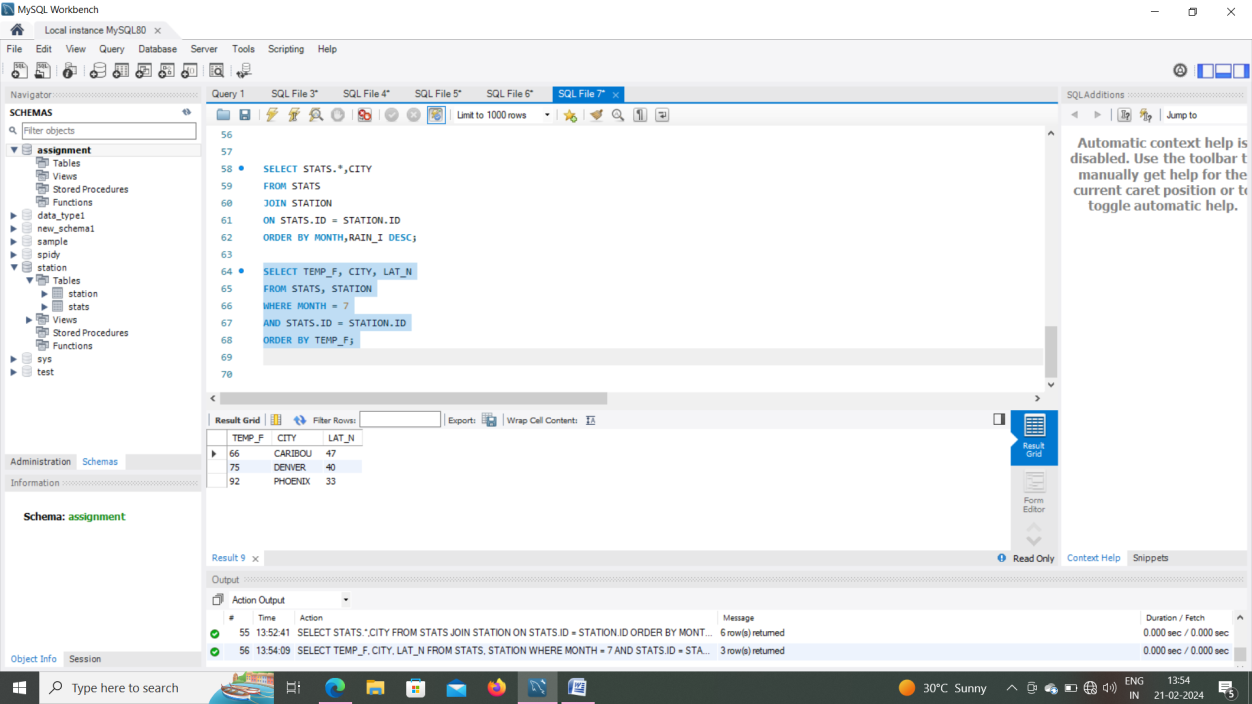 MySQL Workbench
Local instance MySQL80
File Edit View Query Database Server Tools Scripting Help
Navigator
SCHEMAS
Filter objects
assignment
Tables
Views
Stored Procedures
Functions
data_type1
new_schema1
sample
spidy
station
Tables
station
stats
Views
Stored Procedures
Functions
sys
test
Administration Schemas
Information
Schema: assignment
Object Info Session
Query 1 SQL File 3* SQL File 4* SQL File 5* SQL File 6* SQL File 7*
Limit to 1000 rows
56
57
58 SELECT STATS.*,CITY
59 FROM STATS
60 JOIN STATION
61 ON STATS.ID = STATION.ID
62 ORDER BY MONTH,RAIN_I DESC;
63
64 SELECT TEMP_F, CITY, LAT_N
65 FROM STATS, STATION
66 WHERE MONTH = 7
67 AND STATS.ID = STATION.ID
68 ORDER BY TEMP_F;
69
70
Result Grid Filter Rows: Export: Wrap Cell Content:
TEMP_F CITY LAT_N
66 CARIBOU 47
75 DENVER 40
92 PHOENIX 33
Result Grid
Form Editor
Result 9
Read Only
Output
Action Output
# Time Action Message Duration / Fetch
55 13:52:41 SELECT STATS.*,CITY FROM STATS JOIN STATION ON STATS.ID = STATION.ID ORDER BY MONT... 6 row(s) returned 0.000 sec / 0.000 sec
56 13:54:09 SELECT TEMP_F, CITY, LAT_N FROM STATS, STATION WHERE MONTH = 7 AND STATS.ID = STA... 3 row(s) returned 0.000 sec / 0.000 sec
SQLAdditions
Jump to
Automatic context help is
disabled. Use the toolbar t
manually get help for the
current caret position or to
toggle automatic help.
Context Help Snippets
Type here to search
30°C Sunny
ENG
IN
13:54
21-02-2024
5